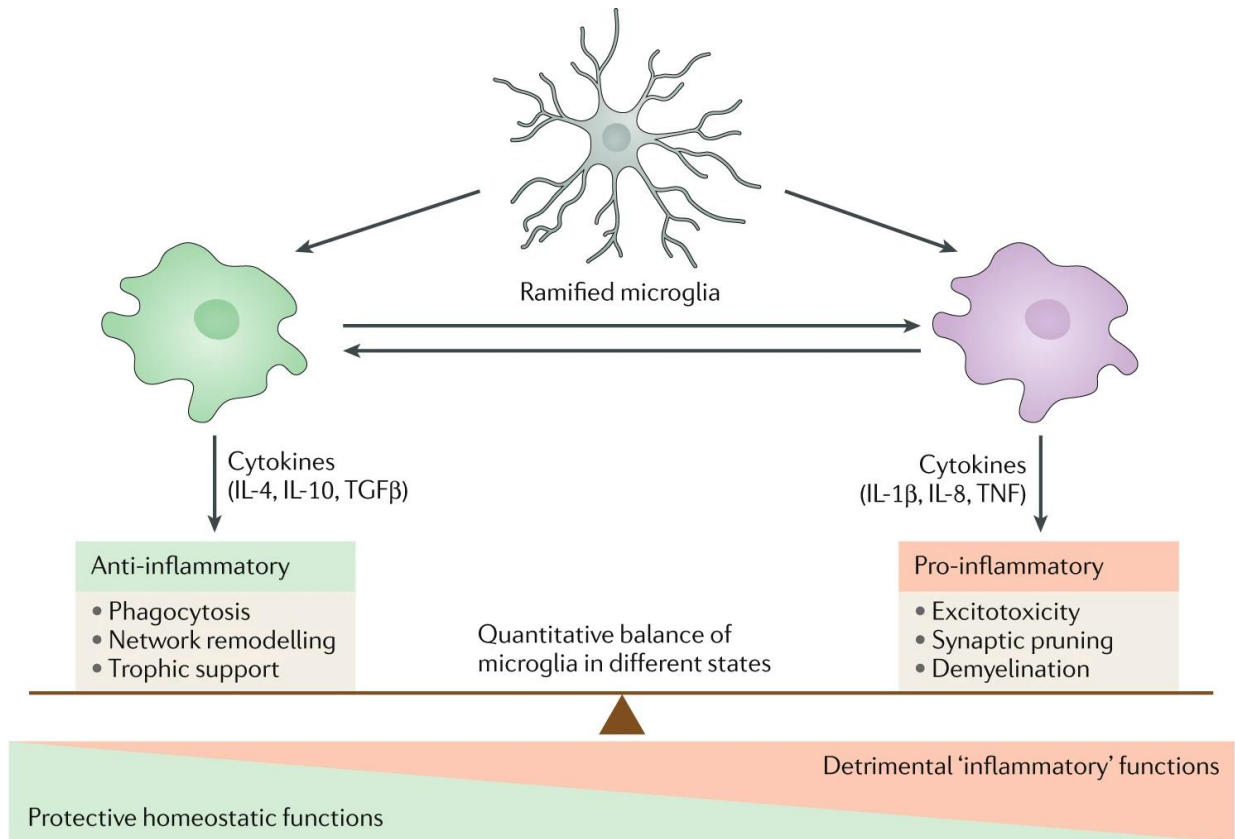 Ramified microglia
Cytokines
(IL-4, IL-10, TGFβ)
Cytokines
(IL-1β, IL-8, TNF)
Anti-inflammatory
• Phagocytosis
• Network remodelling
• Trophic support
Quantitative balance of
microglia in different states
Pro-inflammatory
• Excitotoxicity
• Synaptic pruning
• Demyelination
Detrimental ‘inflammatory’ functions
Protective homeostatic functions